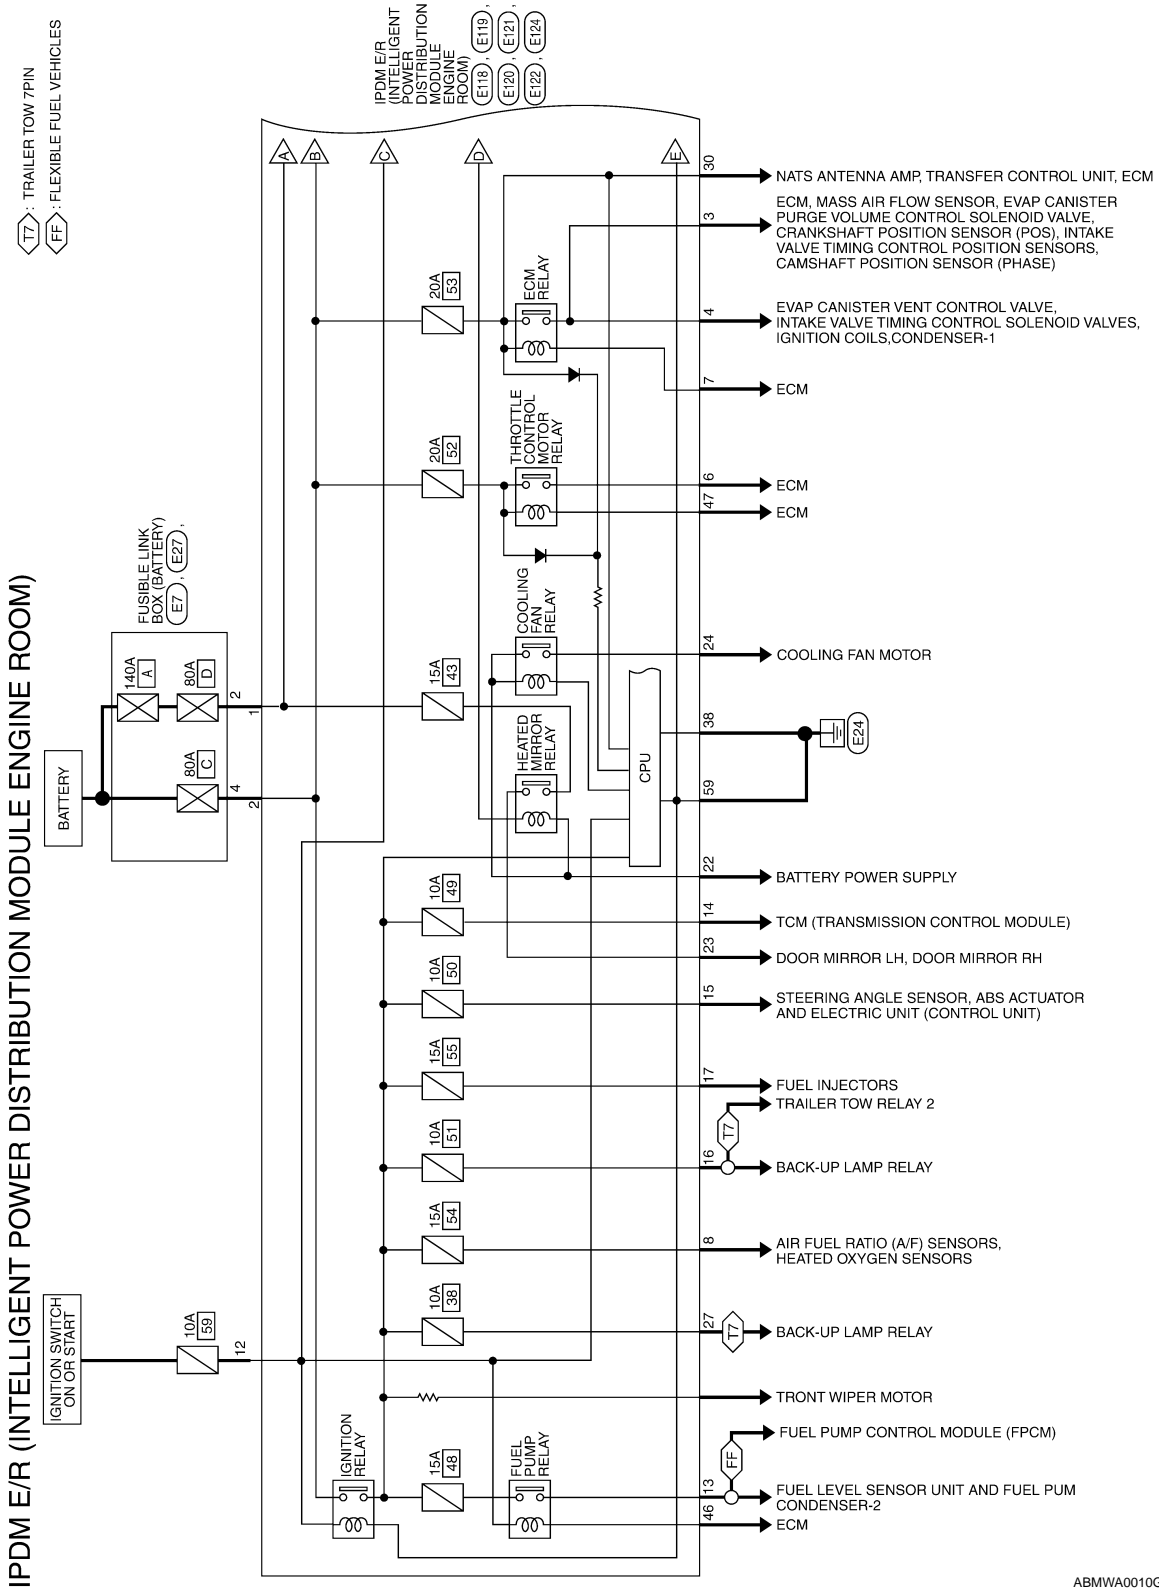 IPDM E/R (INTELLIGENT POWER DISTRIBUTION MODULE ENGINE ROOM)
T7 : TRAILER TOW 7PIN
FF : FLEXIBLE FUEL VEHICLES
IPDM E/R
(INTELLIGENT
POWER
DISTRIBUTION
MODULE
ENGINE
ROOM)
E118 , E119 ,
E120 , E121 ,
E122 , E124
BATTERY
FUSIBLE LINK
BOX (BATTERY)
E7 , E27 ,
140A
A
80A
D
2
1
80A
C
4
2
IGNITION SWITCH
ON OR START
10A
59
12
A
B
C
D
E
20A
53
ECM
RELAY
20A
52
THROTTLE
CONTROL
MOTOR
RELAY
15A
43
COOLING
FAN
RELAY
HEATED
MIRROR
RELAY
CPU
10A
49
10A
50
15A
55
10A
51
15A
54
10A
38
IGNITION
RELAY
15A
48
FUEL
PUMP
RELAY
30
NATS ANTENNA AMP, TRANSFER CONTROL UNIT, ECM
3
ECM, MASS AIR FLOW SENSOR, EVAP CANISTER
PURGE VOLUME CONTROL SOLENOID VALVE,
CRANKSHAFT POSITION SENSOR (POS), INTAKE
VALVE TIMING CONTROL POSITION SENSORS,
CAMSHAFT POSITION SENSOR (PHASE)
4
EVAP CANISTER VENT CONTROL VALVE,
INTAKE VALVE TIMING CONTROL SOLENOID VALVES,
IGNITION COILS,CONDENSER-1
7
ECM
6
ECM
47
ECM
24
COOLING FAN MOTOR
38
E24
59
22
BATTERY POWER SUPPLY
14
TCM (TRANSMISSION CONTROL MODULE)
23
DOOR MIRROR LH, DOOR MIRROR RH
15
STEERING ANGLE SENSOR, ABS ACTUATOR
AND ELECTRIC UNIT (CONTROL UNIT)
17
FUEL INJECTORS
TRAILER TOW RELAY 2
T7
16
BACK-UP LAMP RELAY
8
AIR FUEL RATIO (A/F) SENSORS,
HEATED OXYGEN SENSORS
27
T7
BACK-UP LAMP RELAY
TRONT WIPER MOTOR
FUEL PUMP CONTROL MODULE (FPCM)
FF
13
FUEL LEVEL SENSOR UNIT AND FUEL PUM
CONDENSER-2
46
ECM
ABMWA0010G